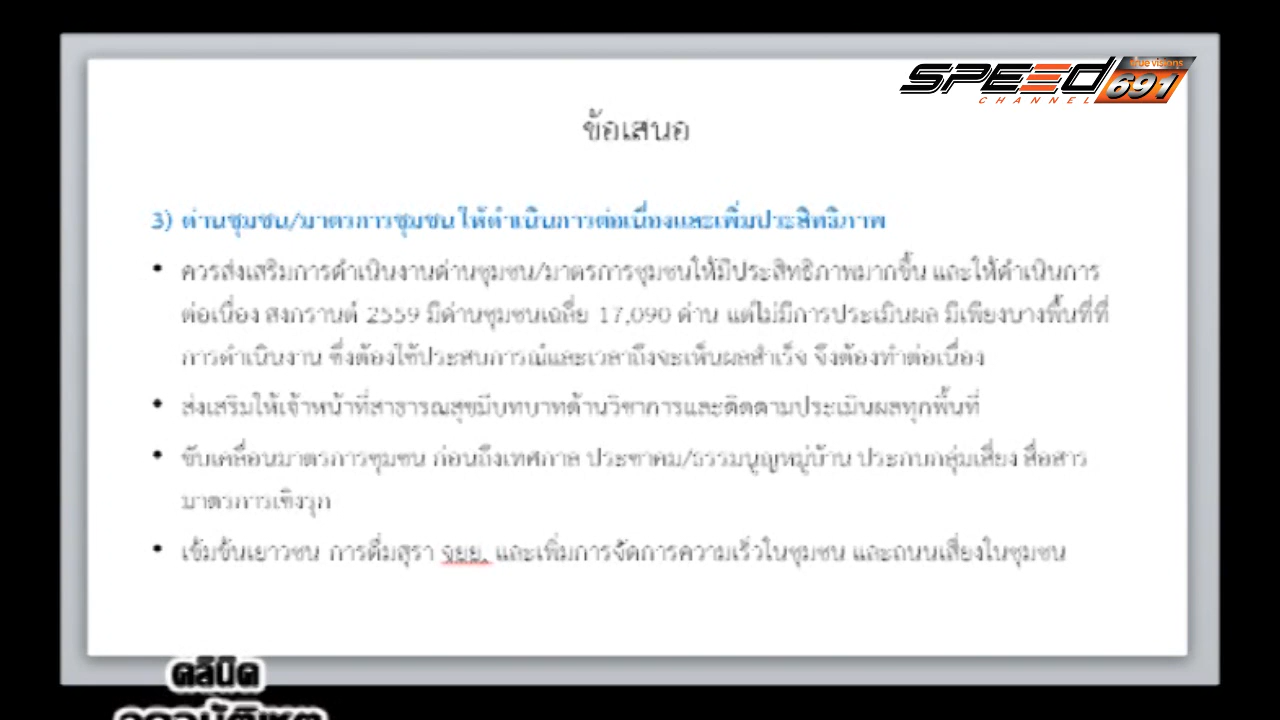 SPEED
true visions
691
CHANNEL
ข้อเสนอ
3) ด่านชุมชน/มาตรการชุมชน ให้ดำเนินการต่อเนื่องและเพิ่มประสิทธิภาพ
• ควรส่งเสริมการดำเนินงานด่านชุมชน/มาตรการชุมชนให้มีประสิทธิภาพมากขึ้น และให้ดำเนินการ
ต่อเนื่อง สงกรานต์ 2559 มีด่านชุมชนเฉลี่ย 17,090 ด่าน แต่ไม่มีการประเมินผล มีเพียงบางพื้นที่ที่
การดำเนินงาน ซึ่งต้องใช้ประสบการณ์และเวลาถึงจะเห็นผลสำเร็จ จึงต้องทำต่อเนื่อง
• ส่งเสริมให้เจ้าหน้าที่สาธารณสุขมีบทบาทด้านวิชาการและติดตามประเมินผลทุกพื้นที่
• ขับเคลื่อนมาตรการชุมชน ก่อนถึงเทศกาล ประชาคม/ธรรมนูญหมู่บ้าน ประกบกลุ่มเสี่ยง สื่อสาร
มาตรการเชิงรุก
• เข้มข้นเยาวชน การดื่มสุรา จยย. และเพิ่มการจัดการความเร็วในชุมชน และถนนเสี่ยงในชุมชน
คลินิค